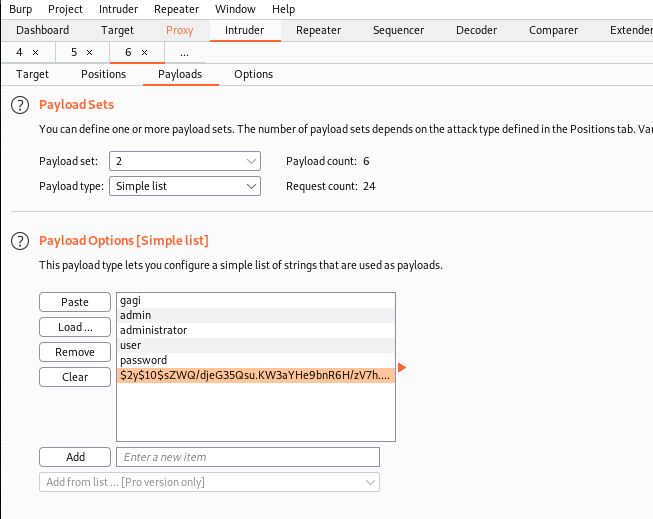 Burp Project Intruder Repeater Window Help
Dashboard Target Proxy Intruder Repeater Sequencer Decoder Comparer Extender
4 × 5 × 6 × ...
Target Positions Payloads Options
? Payload Sets
You can define one or more payload sets. The number of payload sets depends on the attack type defined in the Positions tab. Var
Payload set: 2 Payload count: 6
Payload type: Simple list Request count: 24
? Payload Options [Simple list]
This payload type lets you configure a simple list of strings that are used as payloads.
Paste gagi
admin
Load ... administrator
user
Remove password
Clear $2y$10$sZWQ/djeG35Qsu.KW3aYHe9bnR6H/zV7h....
Add Enter a new item
Add from list ... [Pro version only]